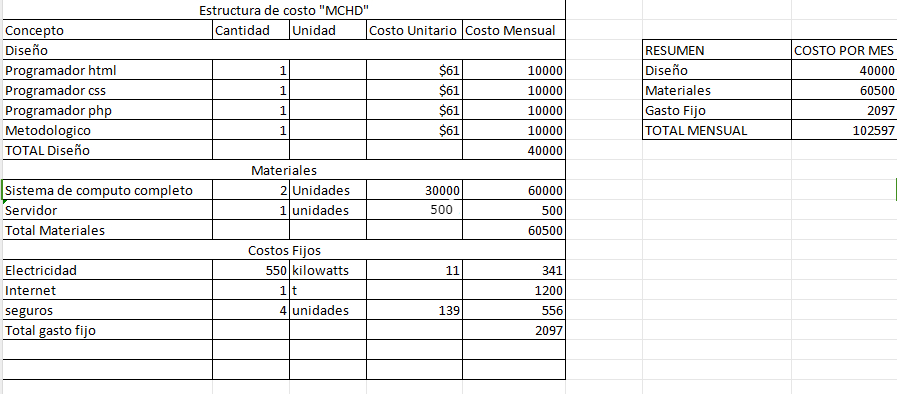 Estructura de costo "MCHD"
Concepto Cantidad Unidad Costo Unitario Costo Mensual
Diseño RESUMEN COSTO POR MES
Programador html 1 $61 10000 Diseño 40000
Programador css 1 $61 10000 Materiales 60500
Programador php 1 $61 10000 Gasto Fijo 2097
Metodologico 1 $61 10000 TOTAL MENSUAL 102597
TOTAL Diseño 40000
Materiales
Sistema de computo completo 2 Unidades 30000 60000
Servidor 1 unidades 500 500
Total Materiales 60500
Costos Fijos
Electricidad 550 kilowatts 11 341
Internet 1 t 1200
seguros 4 unidades 139 556
Total gasto fijo 2097